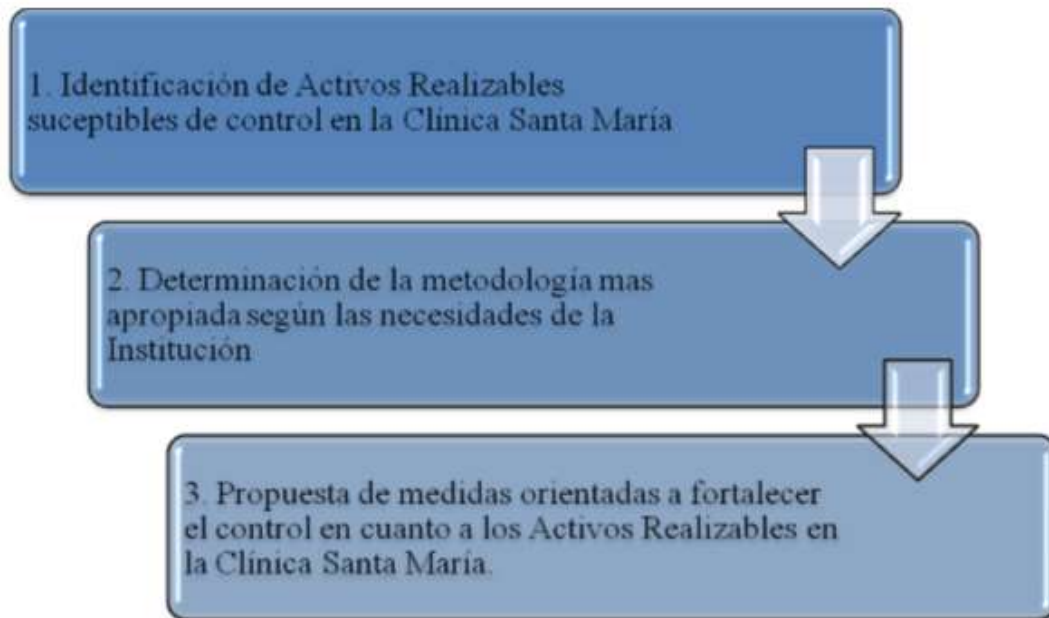 1. Identificación de Activos Realizables
suceptibles de control en la Clínica Santa María
2. Determinación de la metodología mas
apropiada según las necesidades de la
Institución
3. Propuesta de medidas orientadas a fortalecer
el control en cuanto a los Activos Realizables en
la Clínica Santa María.